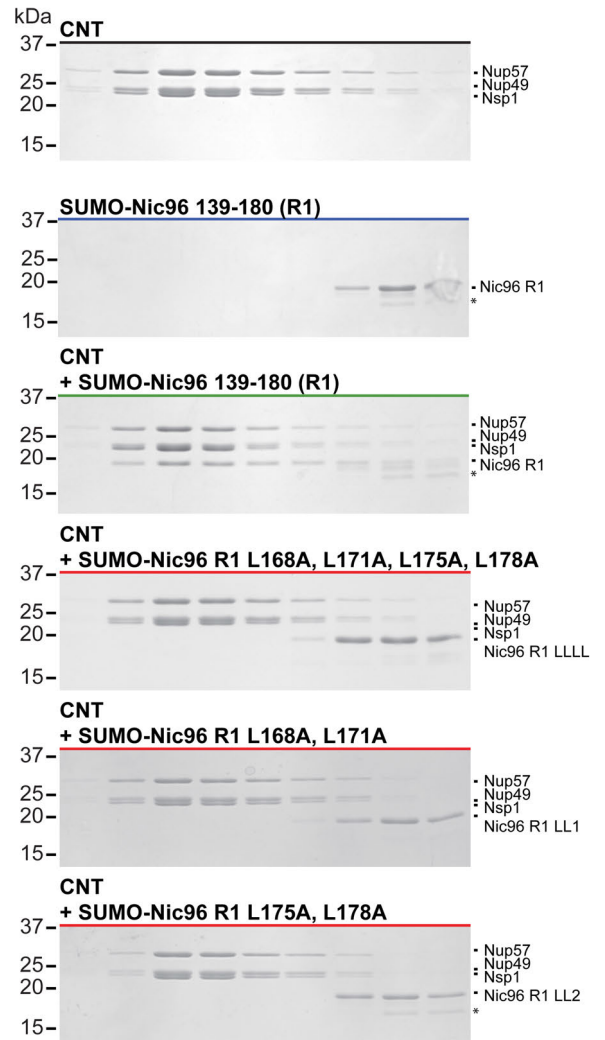 kDa
CNT
37
25
20
15
Nup57
Nup49
Nsp1
SUMO-Nic96 139-180 (R1)
37
25
20
15
Nic96 R1
*
CNT
+ SUMO-Nic96 139-180 (R1)
37
25
20
15
Nup57
Nup49
Nsp1
Nic96 R1
*
CNT
+ SUMO-Nic96 R1 L168A, L171A, L175A, L178A
37
25
20
15
Nup57
Nup49
Nsp1
Nic96 R1 LLLL
CNT
+ SUMO-Nic96 R1 L168A, L171A
37
25
20
15
Nup57
Nup49
Nsp1
Nic96 R1 LL1
CNT
+ SUMO-Nic96 R1 L175A, L178A
37
25
20
15
Nup57
Nup49
Nsp1
Nic96 R1 LL2
*